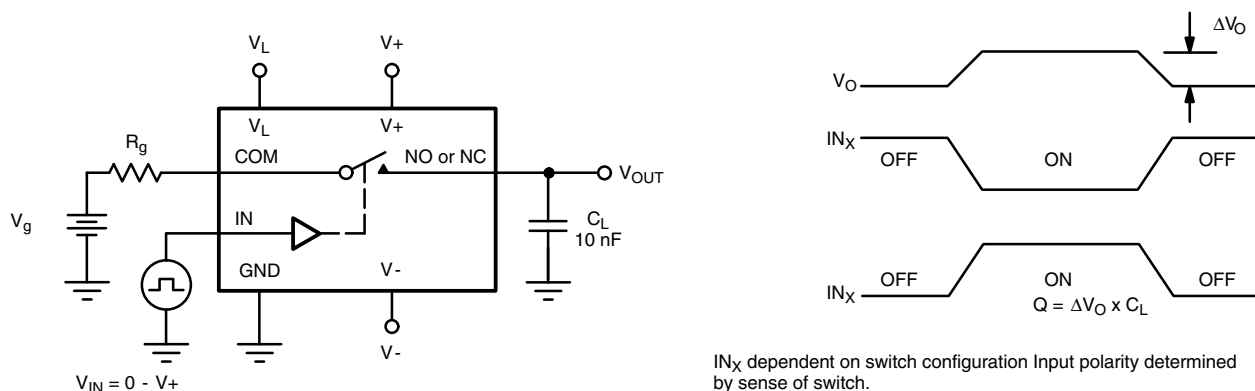 V_L
V+
V_L
V+
R_g
COM
NO or NC
V_OUT
V_g
IN
C_L
10 nF
GND
V-
V-
V_IN = 0 - V+
ΔV_O
V_O
IN_X
OFF
ON
OFF
OFF
ON
OFF
IN_X
Q = ΔV_O x C_L
IN_X dependent on switch configuration Input polarity determined
by sense of switch.